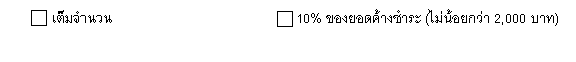 ☐ เต็มจำนวน ☐ 10% ของยอดค้างชำระ (ไม่น้อยกว่า 2,000 บาท)